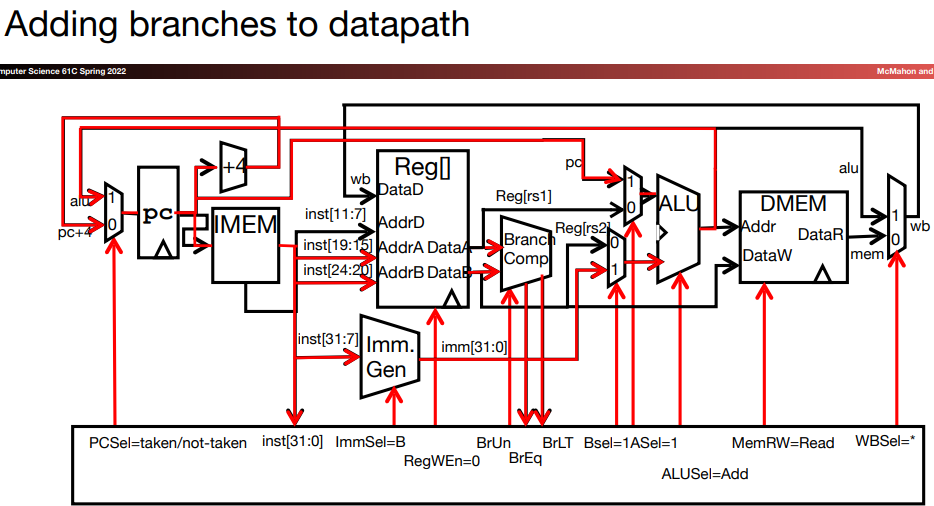 Adding branches to datapath
mputer Science 61C Spring 2022
McMahon and
alu
pc+4
1
0
pc
+4
IMEM
wb
inst[11:7]
inst[19:15]
inst[24:20]
inst[31:7]
Reg[]
DataD
AddrD
AddrA DataA
AddrB DataB
Imm.
Gen
imm[31:0]
Reg[rs1]
Reg[rs2]
Branch
Comp
pc
1
0
0
1
ALU
DMEM
Addr
DataR
DataW
alu
mem
1
0
wb
PCSel=taken/not-taken
inst[31:0]
ImmSel=B
RegWEn=0
BrUn
BrEq
BrLT
Bsel=1
ASel=1
ALUSel=Add
MemRW=Read
WBSel=*